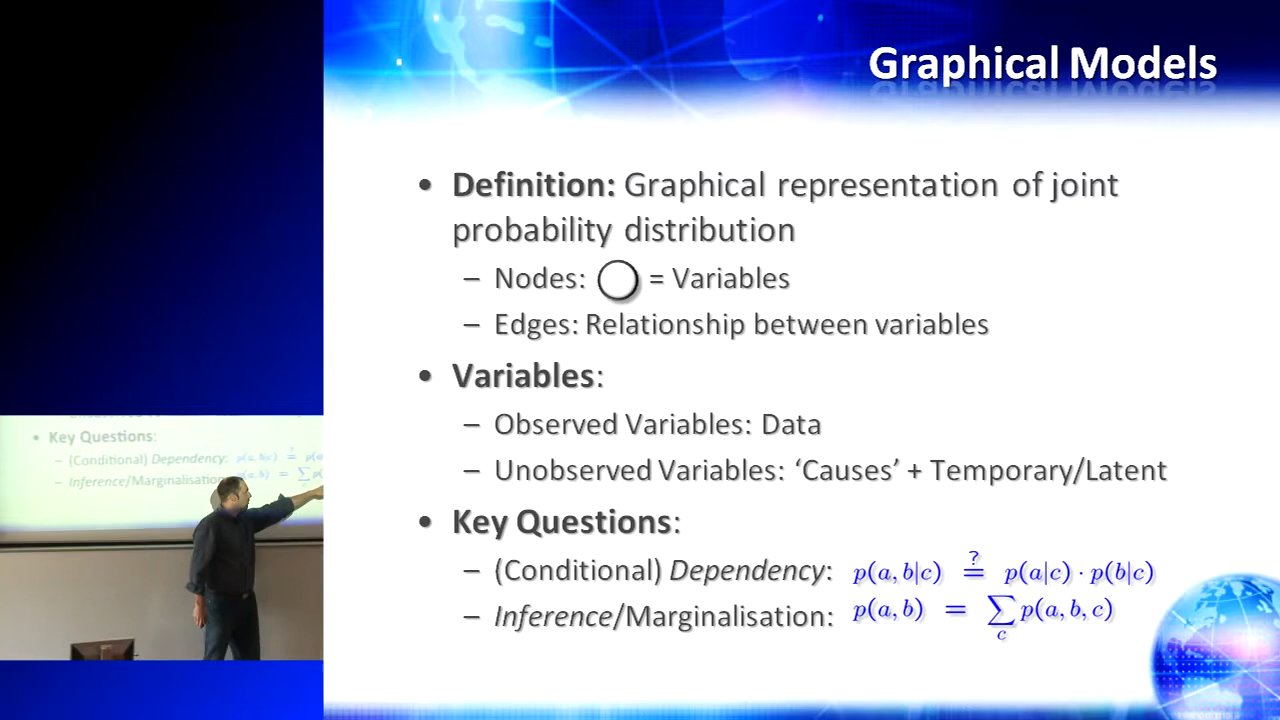 Graphical Models
• Definition: Graphical representation of joint
probability distribution
– Nodes: = Variables
– Edges: Relationship between variables
• Variables:
– Observed Variables: Data
– Unobserved Variables: ‘Causes’ + Temporary/Latent
• Key Questions:
– (Conditional) Dependency: p(a, b|c) ?= p(a|c) · p(b|c)
– Inference/Marginalisation: p(a, b) = ∑c p(a, b, c)
• Key Questions:
– (Conditional) Dependency: p(a, b|c) ?= p(a
– Inference/Marginalisation p(a, b) = ∑c p(